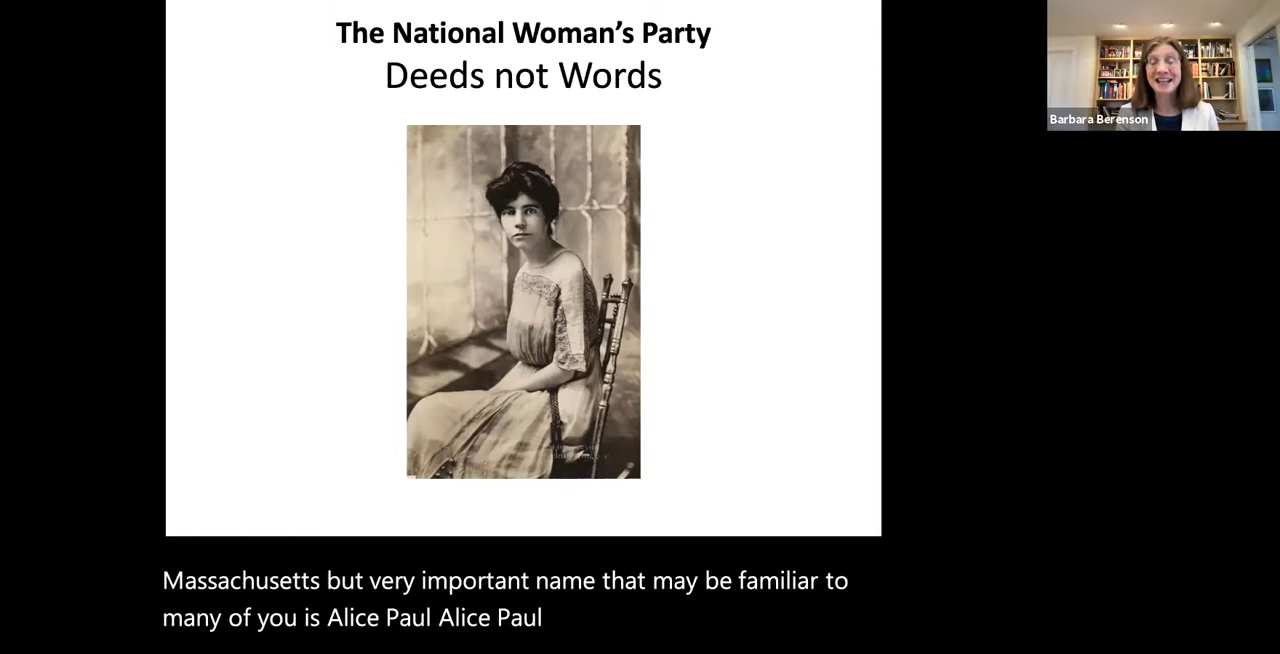 The National Woman's Party
Deeds not Words
Barbara Berenson
Massachusetts but very important name that may be familiar to
many of you is Alice Paul Alice Paul